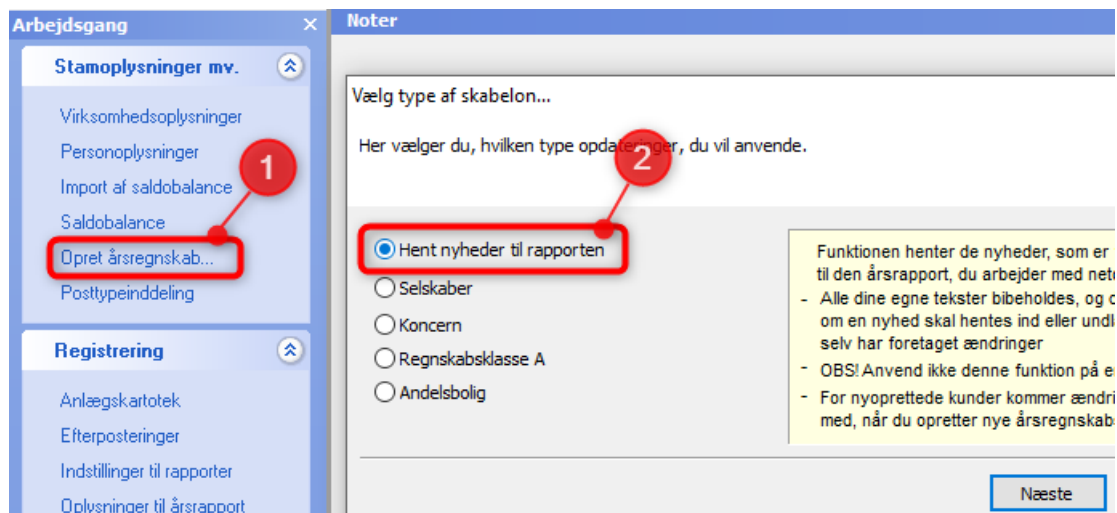 Arbejdsgang
Stamoplysninger mv.
Virksomhedsoplysninger
Personoplysninger
Import af saldobalance
Saldobalance
Opret årsregnskab...
Posttypeinddeling
Registrering
Anlægskartotek
Efterposteringer
Indstillinger til rapporter
Oplysninger til årsrapport
1
Noter
Vælg type af skabelon...
Her vælger du, hvilken type opdateringer, du vil anvende.
2
Hent nyheder til rapporten
Selskaber
Koncern
Regnskabsklasse A
Andelsbolig
Funktionen henter de nyheder, som er
til den årsrapport, du arbejder med
- Alle dine egne tekster bibeholdes, og
om en nyhed skal hentes ind eller
selv har foretaget ændringer
- OBS! Anvend ikke denne funktion på
- For nyoprettede kunder kommer
med, når du opretter nye
Næste